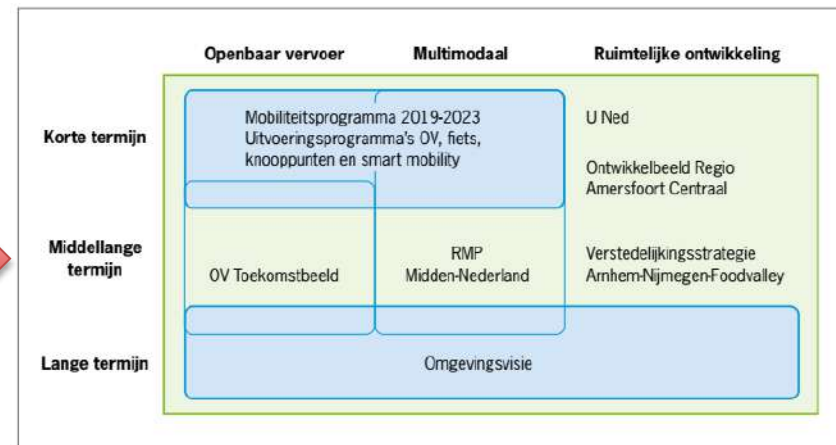 Openbaar vervoer
Multimodaal
Ruimtelijke ontwikkeling
Korte termijn
Mobiliteitsprogramma 2019-2023
Uitvoeringsprogramma's OV, fiets,
knooppunten en smart mobility
U Ned
Ontwikkelbeeld Regio
Amersfoort Centraal
Middellange
termijn
OV Toekomstbeeld
RMP
Midden-Nederland
Verstedelijkingsstrategie
Arnhem-Nijmegen-Foodvalley
Lange termijn
Omgevingsvisie